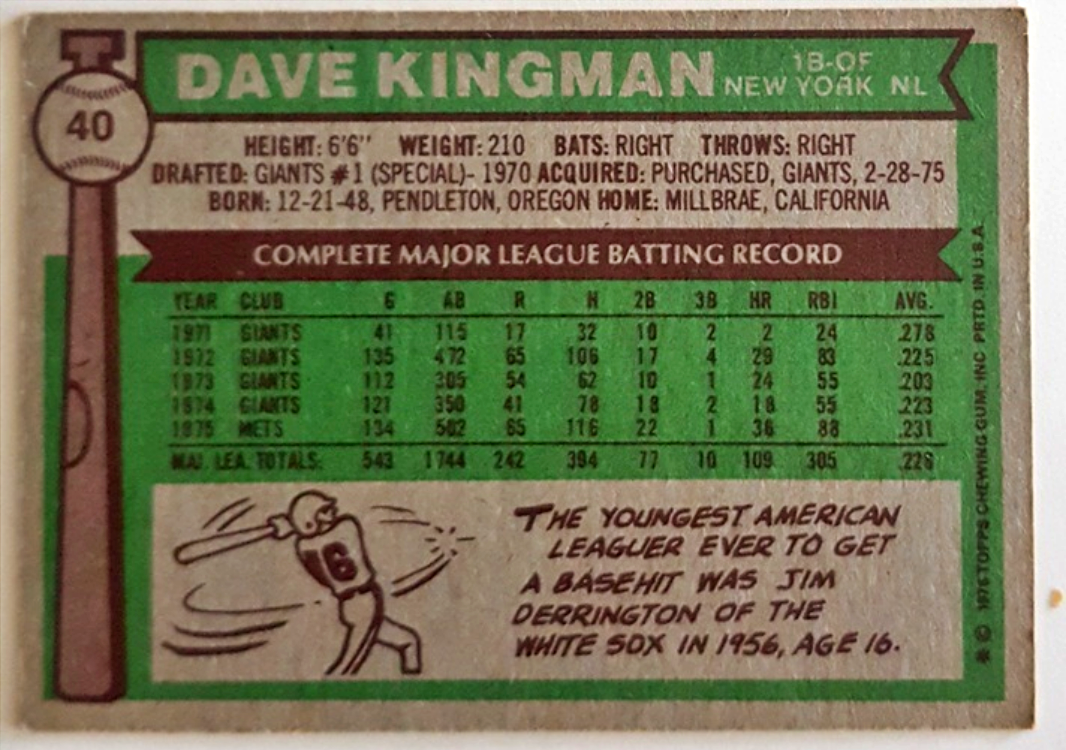 DAVE KINGMAN
1B-OF
NEW YORK NL
40
HEIGHT: 6'6" WEIGHT: 210 BATS: RIGHT THROWS: RIGHT
DRAFTED: GIANTS #1 (SPECIAL)- 1970 ACQUIRED: PURCHASED, GIANTS, 2-28-75
BORN: 12-21-48, PENDLETON, OREGON HOME: MILLBRAE, CALIFORNIA
COMPLETE MAJOR LEAGUE BATTING RECORD
YEAR CLUB G AB R H 2B 3B HR RBI AVG.
1971 GIANTS 41 115 17 32 10 2 2 24 .278
1972 GIANTS 135 472 65 106 17 4 29 83 .225
1973 GIANTS 112 305 54 62 10 1 24 55 .203
1974 GIANTS 121 350 41 78 18 2 18 55 .223
1975 METS 134 502 65 116 22 1 36 88 .231
MAJ. LEA. TOTALS: 543 1744 242 394 77 10 109 305 .226
16
THE YOUNGEST AMERICAN
LEAGUER EVER TO GET
A BASEHIT WAS JIM
DERRINGTON OF THE
WHITE SOX IN 1956, AGE 16.
* © 1976 TOPPS CHEWING GUM, INC PRTD. IN U.S.A.